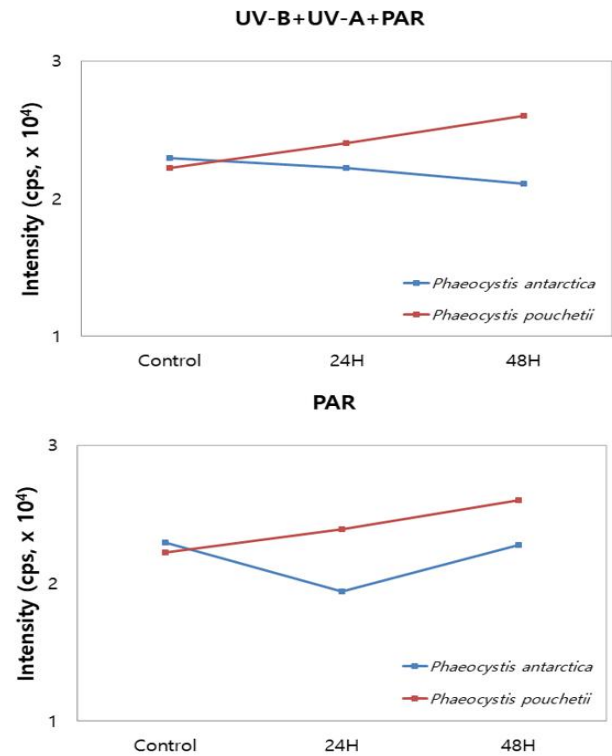 UV-B+UV-A+PAR
3
2
1
Intensity (cps, x 10⁴)
Phaeocystis antarctica
Phaeocystis pouchetii
Control 24H 48H
PAR
3
2
1
Intensity (cps, x 10⁴)
Phaeocystis antarctica
Phaeocystis pouchetii
Control 24H 48H